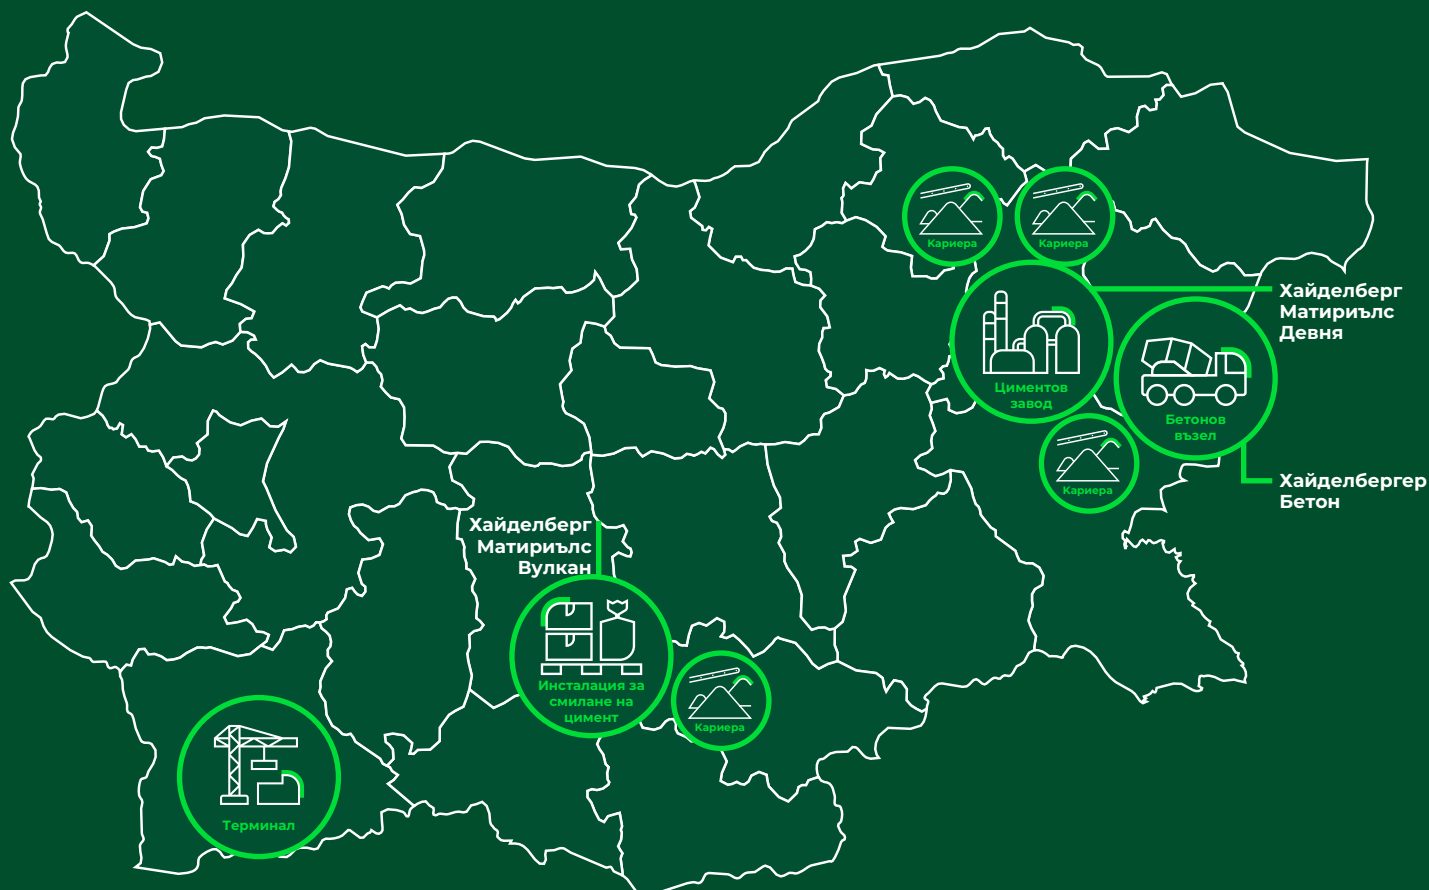 Кариера
Кариера
Хайделберг
Матириълс
Девня
Циментов
завод
Бетонов
възел
Кариера
Хайделбергер
Бетон
Хайделберг
Матириълс
Вулкан
Инсталация за
смилане на
цимент
Кариера
Терминал